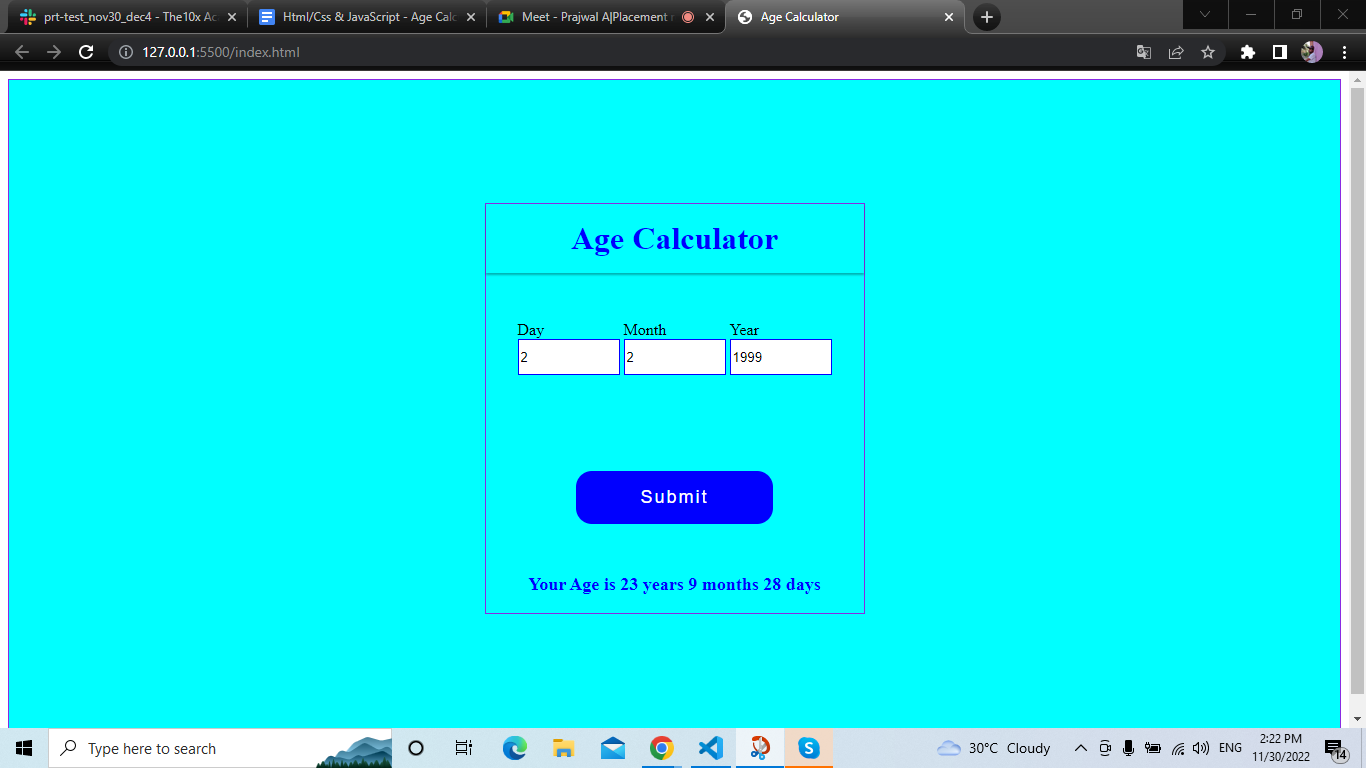 prt-test_nov30_dec4 - The10x Ac
Html/Css & JavaScript - Age Calc
Meet - Prajwal A|Placement
Age Calculator
127.0.0.1:5500/index.html
Age Calculator
Day Month Year
2 2 1999
Submit
Your Age is 23 years 9 months 28 days
Type here to search
30°C Cloudy
ENG
2:22 PM
11/30/2022
14